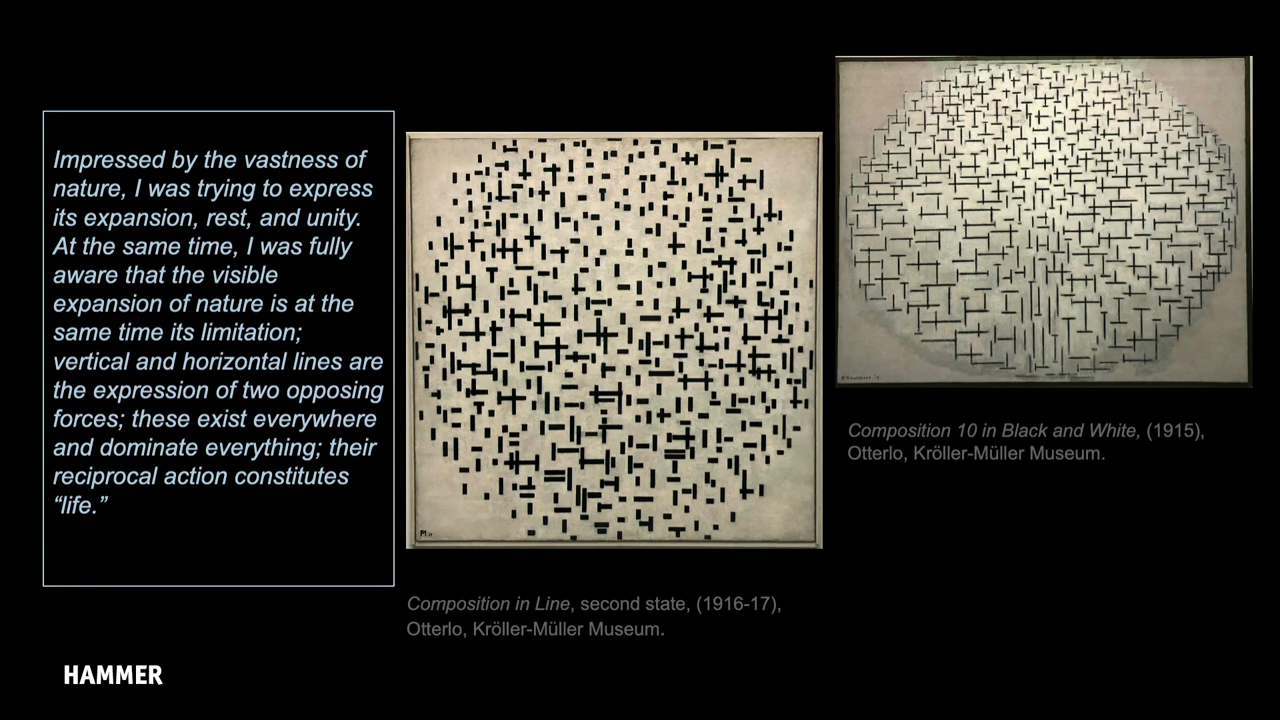 Impressed by the vastness of
nature, I was trying to express
its expansion, rest, and unity.
At the same time, I was fully
aware that the visible
expansion of nature is at the
same time its limitation;
vertical and horizontal lines are
the expression of two opposing
forces; these exist everywhere
and dominate everything; their
reciprocal action constitutes
“life.”
Composition in Line, second state, (1916-17),
Otterlo, Kröller-Müller Museum.
Composition 10 in Black and White, (1915),
Otterlo, Kröller-Müller Museum.
HAMMER